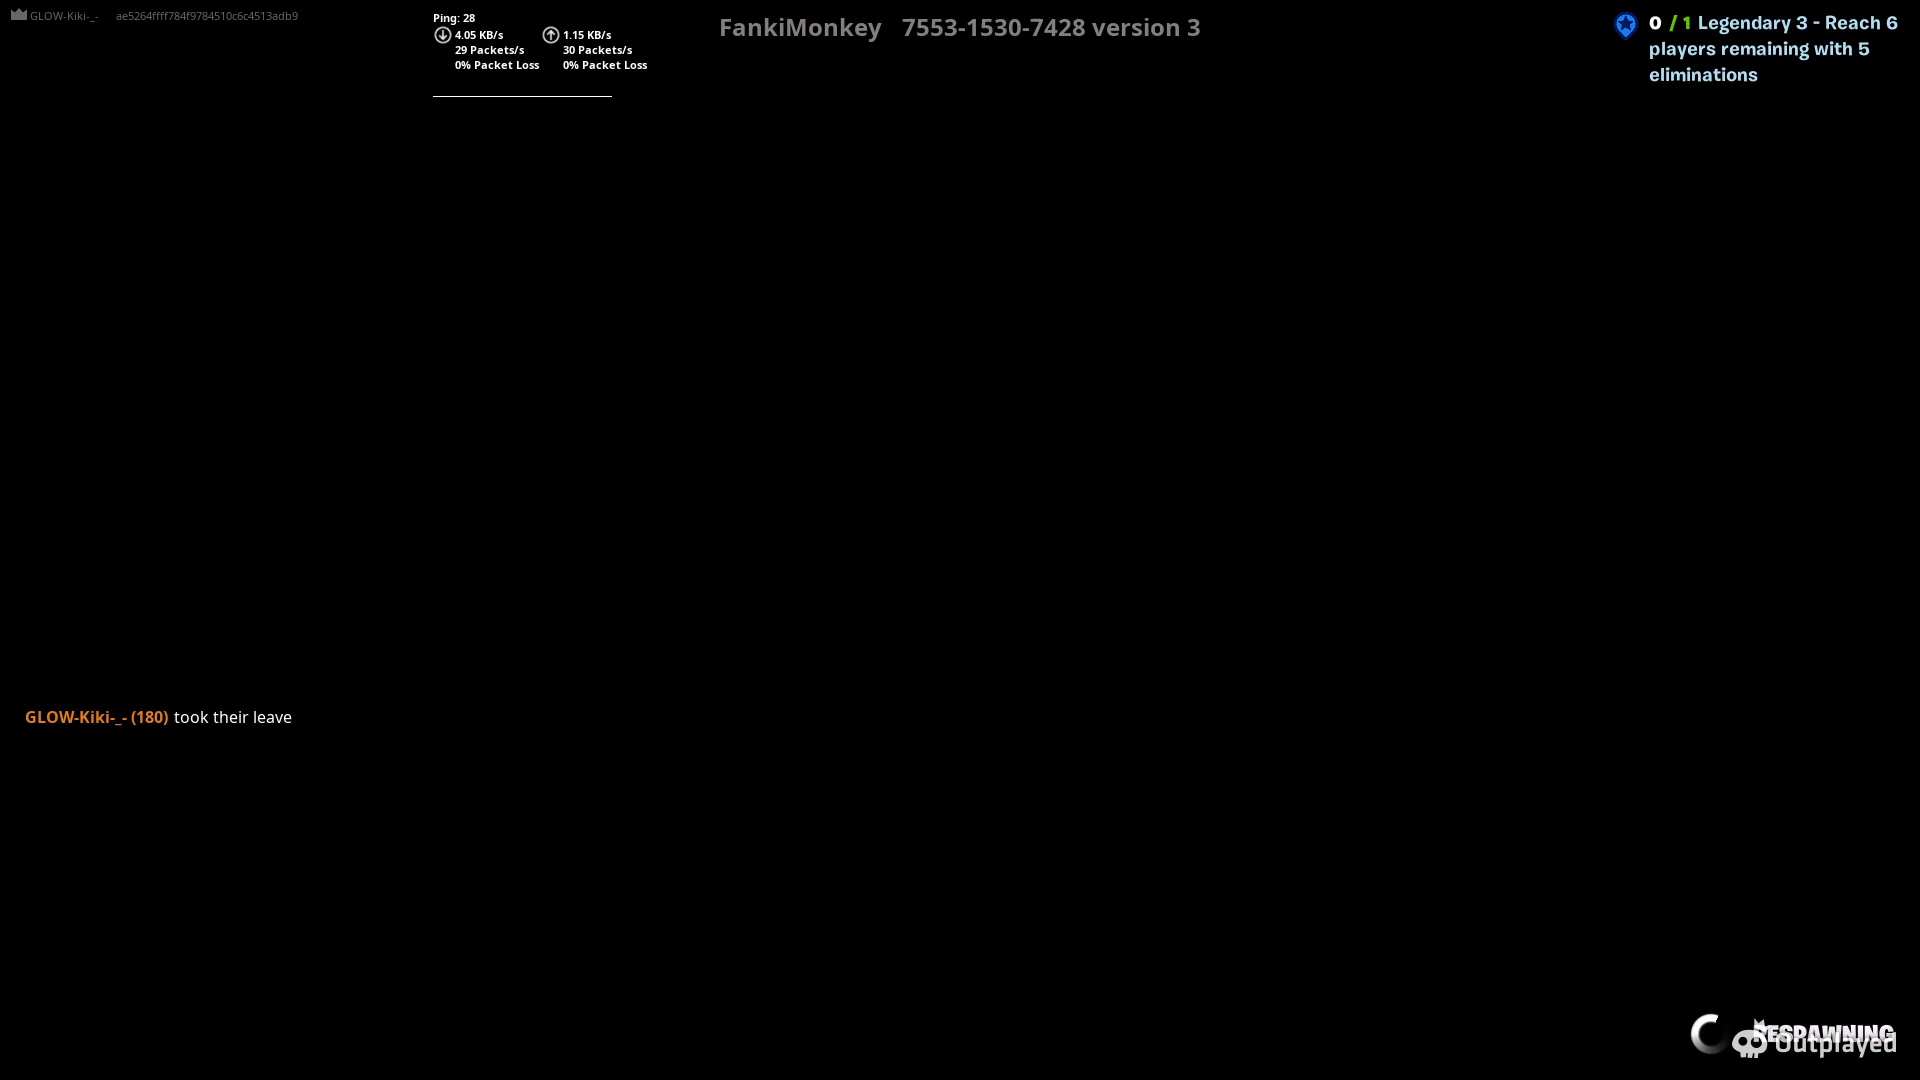 GLOW-Kiki-_- ae5264ffff784f9784510c6c4513adb9
Ping: 28
4.05 KB/s 1.15 KB/s
29 Packets/s 30 Packets/s
0% Packet Loss 0% Packet Loss
FankiMonkey 7553-1530-7428 version 3
0 / 1 Legendary 3 - Reach 6
players remaining with 5
eliminations
GLOW-Kiki-_- (180) took their leave
RESPAWNING
Outplayed